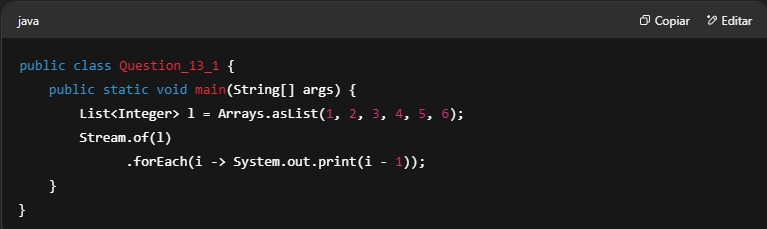 java Copiar Editar
public class Question_13_1 {
    public static void main(String[] args) {
        List<Integer> l = Arrays.asList(1, 2, 3, 4, 5, 6);
        Stream.of(l)
              .forEach(i -> System.out.print(i - 1));
    }
}